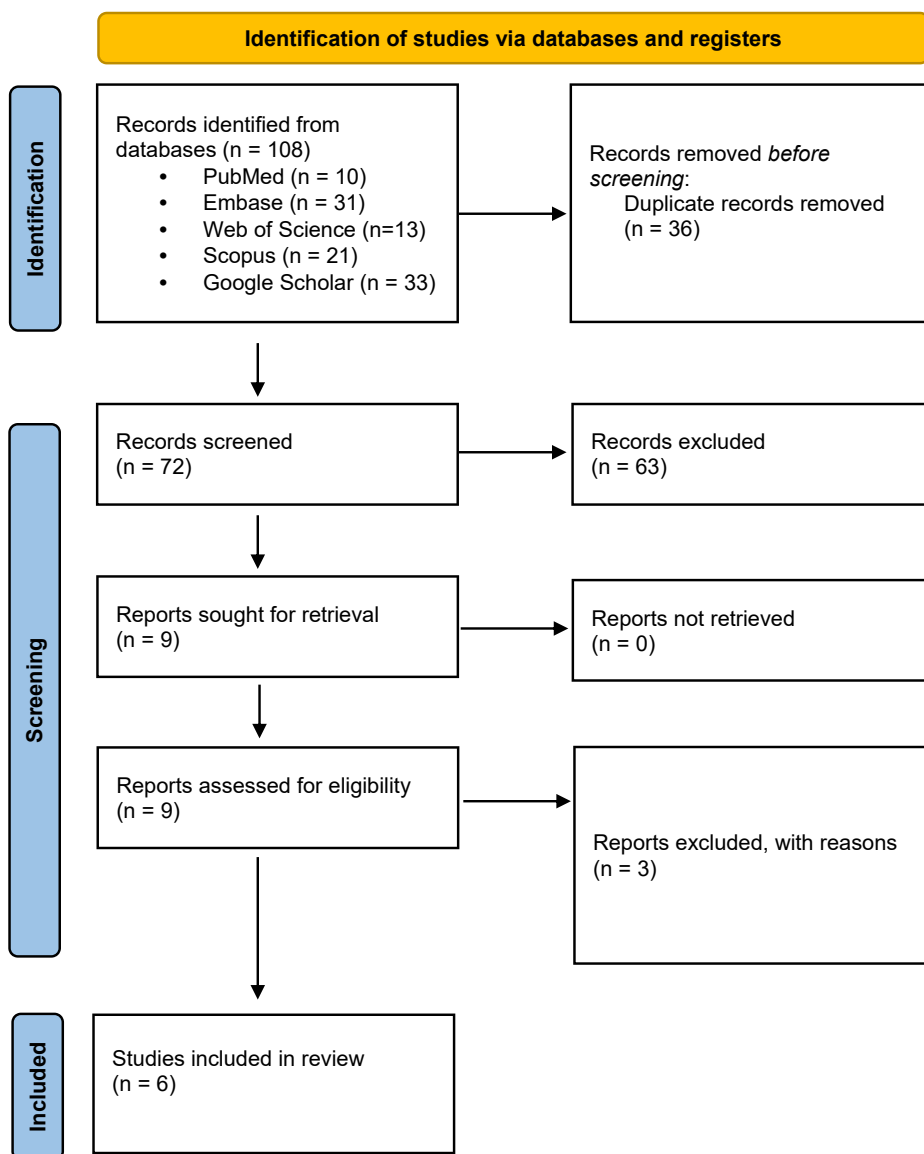 Identification of studies via databases and registers
Identification
Records identified from
databases (n = 108)
• PubMed (n = 10)
• Embase (n = 31)
• Web of Science (n=13)
• Scopus (n = 21)
• Google Scholar (n = 33)
Records removed before
screening:
Duplicate records removed
(n = 36)
Screening
Records screened
(n = 72)
Records excluded
(n = 63)
Reports sought for retrieval
(n = 9)
Reports not retrieved
(n = 0)
Reports assessed for eligibility
(n = 9)
Reports excluded, with reasons
(n = 3)
Included
Studies included in review
(n = 6)